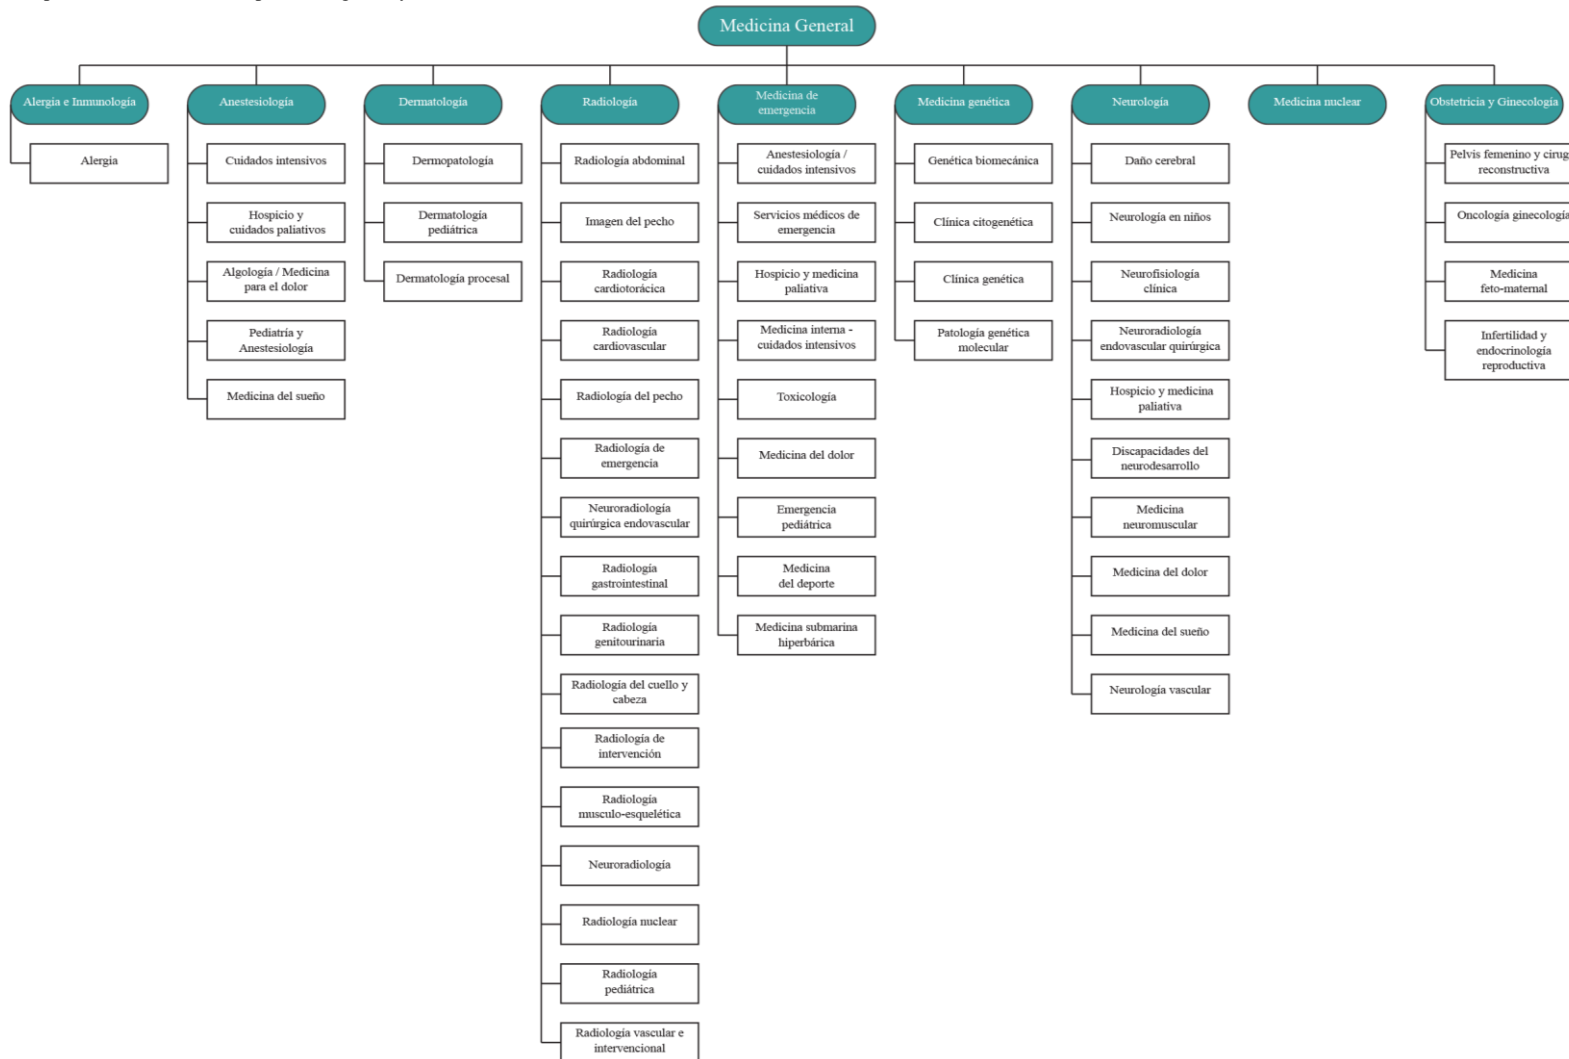 Medicina General
Alergia e Inmunología
Alergia
Anestesiología
Cuidados intensivos
Hospicio y
cuidados paliativos
Algología / Medicina
para el dolor
Pediatría y
Anestesiología
Medicina del sueño
Dermatología
Dermopatología
Dermatología
pediátrica
Dermatología procesal
Radiología
Radiología abdominal
Imagen del pecho
Radiología
cardiotorácica
Radiología
cardiovascular
Radiología del pecho
Radiología de
emergencia
Neuroradiología
quirúrgica endovascular
Radiología
gastrointestinal
Radiología
genitourinaria
Radiología del cuello y
cabeza
Radiología de
intervención
Radiología
musculo-esquelética
Neuroradiología
Radiología nuclear
Radiología
pediátrica
Radiología vascular e
intervencional
Medicina de
emergencia
Anestesiología /
cuidados intensivos
Servicios médicos de
emergencia
Hospicio y medicina
paliativa
Medicina interna -
cuidados intensivos
Toxicología
Medicina del dolor
Emergencia
pediátrica
Medicina
del deporte
Medicina submarina
hiperbárica
Medicina genética
Genética biomecánica
Clínica citogenética
Clínica genética
Patología genética
molecular
Neurología
Daño cerebral
Neurología en niños
Neurofisiología
clínica
Neuroradiología
endovascular quirúrgica
Hospicio y medicina
paliativa
Discapacidades del
neurodesarrollo
Medicina
neuromuscular
Medicina del dolor
Medicina del sueño
Neurología vascular
Medicina nuclear
Obstetricia y Ginecología
Pelvis femenino y cirug
reconstructiva
Oncología ginecología
Medicina
feto-maternal
Infertilidad y
endocrinología
reproductiva